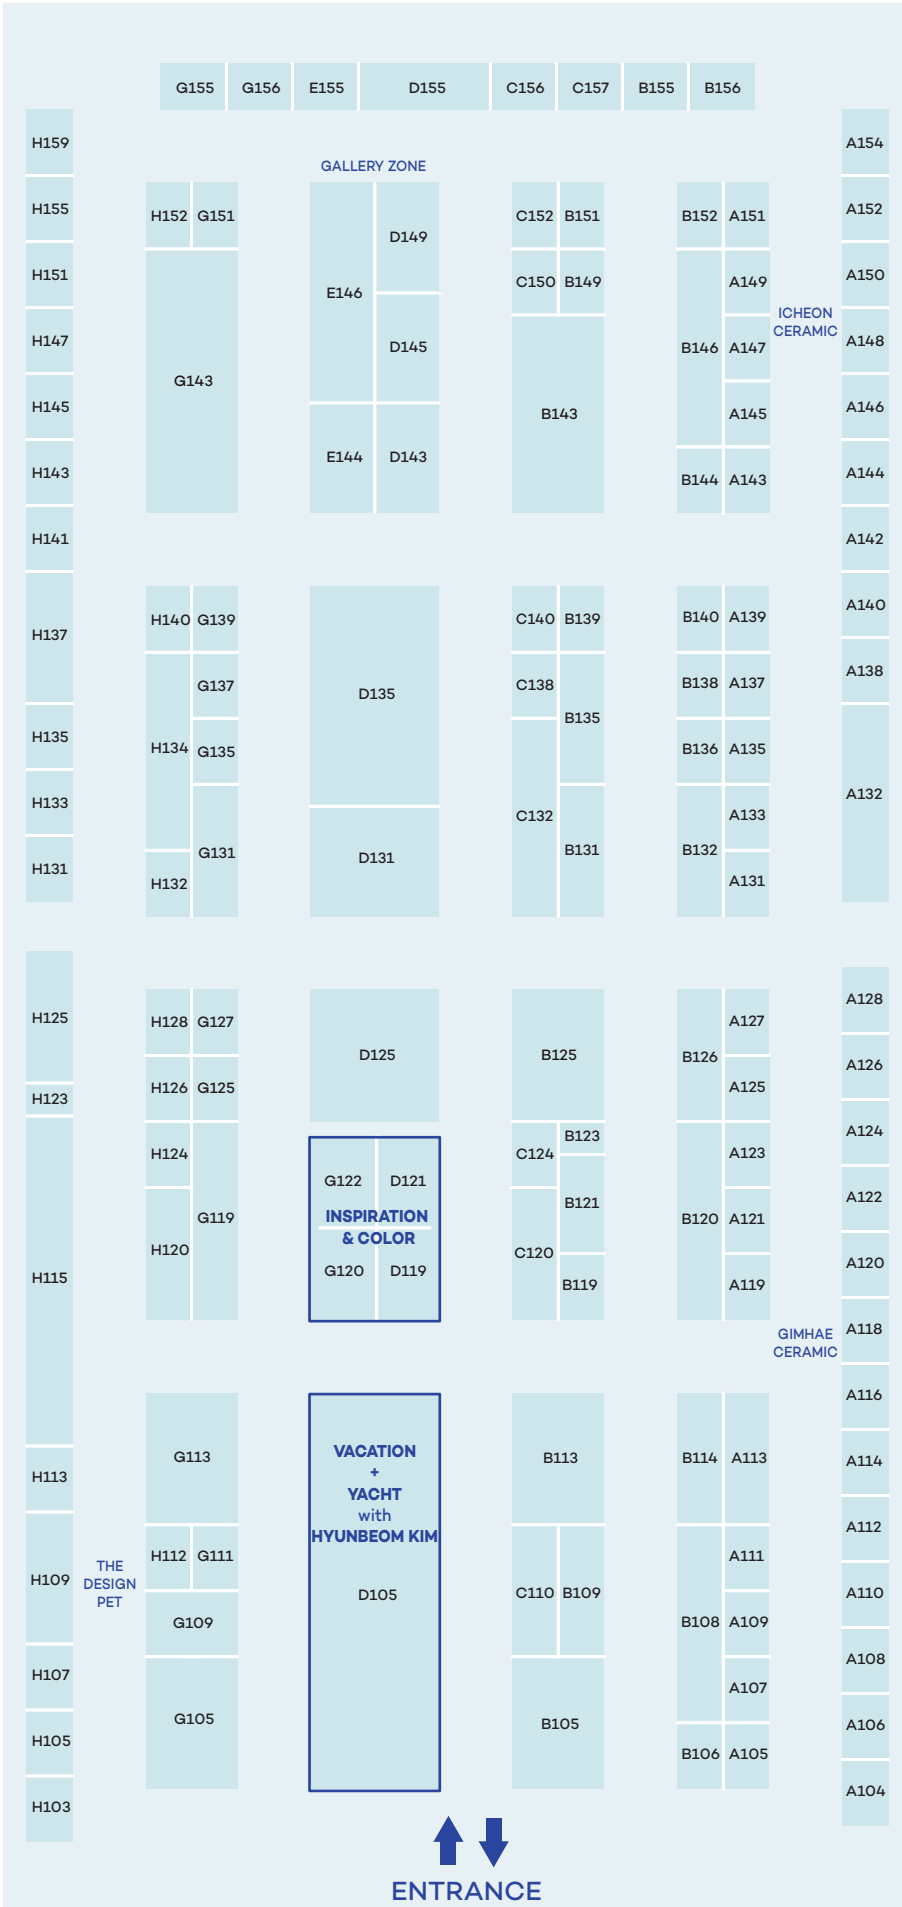 G155 G156 E155 D155 C156 C157 B155 B156
H159 A154
GALLERY ZONE
H155 H152 G151 E146 D149 C152 B151 B152 A151 A152
H151 C150 B149 A149 A150
ICHEON
CERAMIC
H147 G143 D145 B146 A147 A148
H145 B143 A145 A146
H143 E144 D143 B144 A143 A144
H141 A142
H137 H140 G139 C140 B139 B140 A139 A140
G137 D135 C138 B135 B138 A137 A138
H135 H134 G135 B136 A135
H133 C132 A133 A132
H131 H132 G131 D131 B131 B132 A131
H125 H128 G127 D125 B125 B126 A127 A128
H123 H126 G125 A125 A126
H124 C124 B123 A123 A124
G122 D121
INSPIRATION
& COLOR
G120 D119
G119 B121 B120 A121 A122
H115 H120 C120 B119 A119 A120
GIMHAE
CERAMIC
A118
A116
H113 G113 B113 B114 A113 A114
VACATION
+
YACHT
with
HYUNBEOM KIM
D105
A112
THE
DESIGN
PET
H109 H112 G111 C110 B109 A111 A110
G109 B108 A109 A108
H107 A107
H105 G105 B105 B106 A105 A106
H103 A104
ENTRANCE